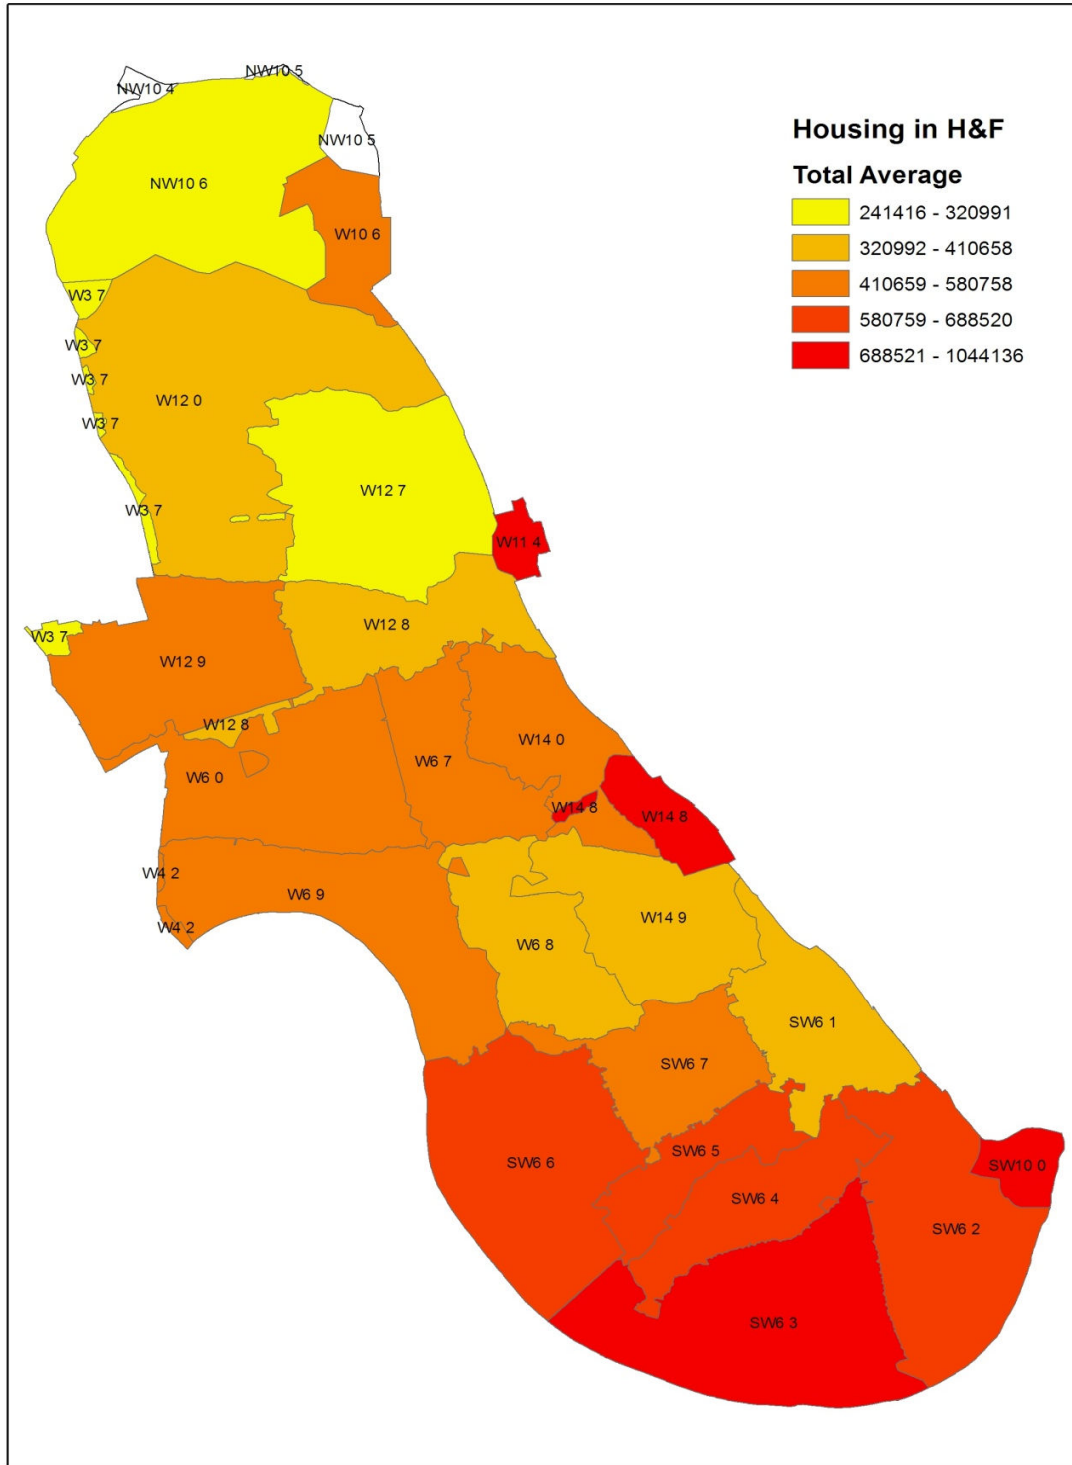 NW10 5
NW10 4
Housing in H&F
NW10 5
Total Average
NW10 6
241416 - 320991
W10 6
320992 - 410658
410659 - 580758
W3 7
580759 - 688520
W3 7
688521 - 1044136
W3 7
W12 0
W3 7
W12 7
W3 7
W11 4
W12 8
W3 7
W12 9
W12 8
W14 0
W6 7
W6 0
W14 8
W14 8
W4 2
W6 9
W14 9
W4 2
W6 8
SW6 1
SW6 7
SW6 5
SW6 6
SW10 0
SW6 4
SW6 2
SW6 3